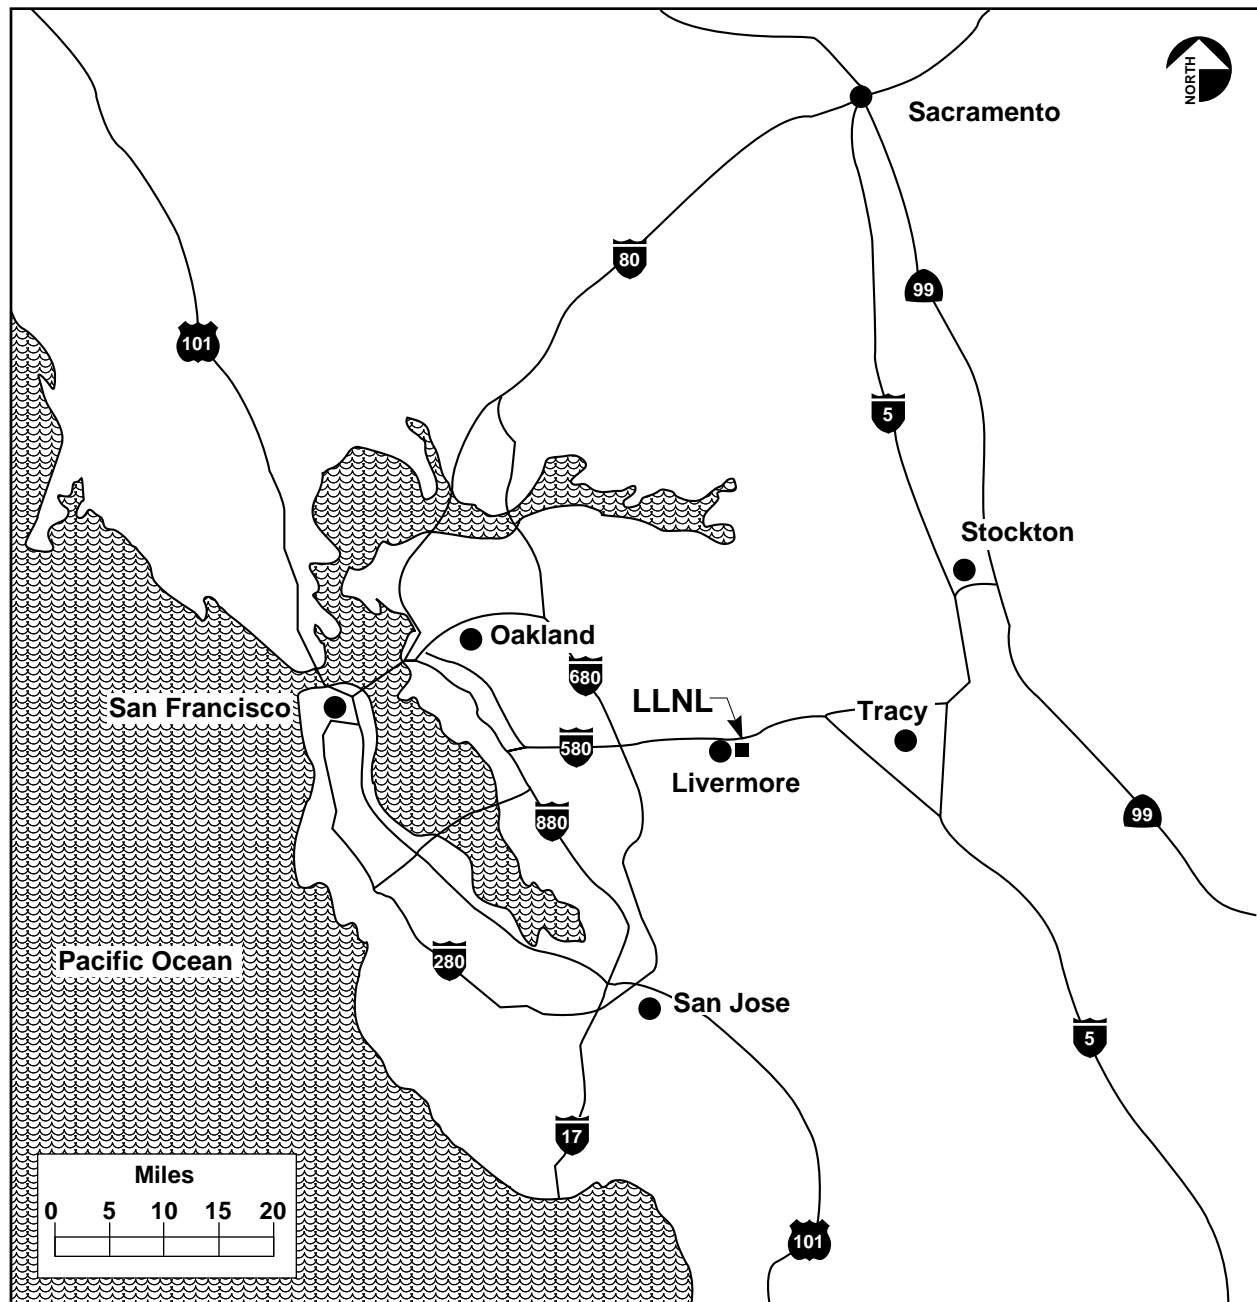 NORTH
Sacramento
80
99
101
5
Stockton
Oakland
680
LLNL
San Francisco
Tracy
580
Livermore
880
99
Pacific Ocean
280
San Jose
5
17
Miles
0 5 10 15 20
101